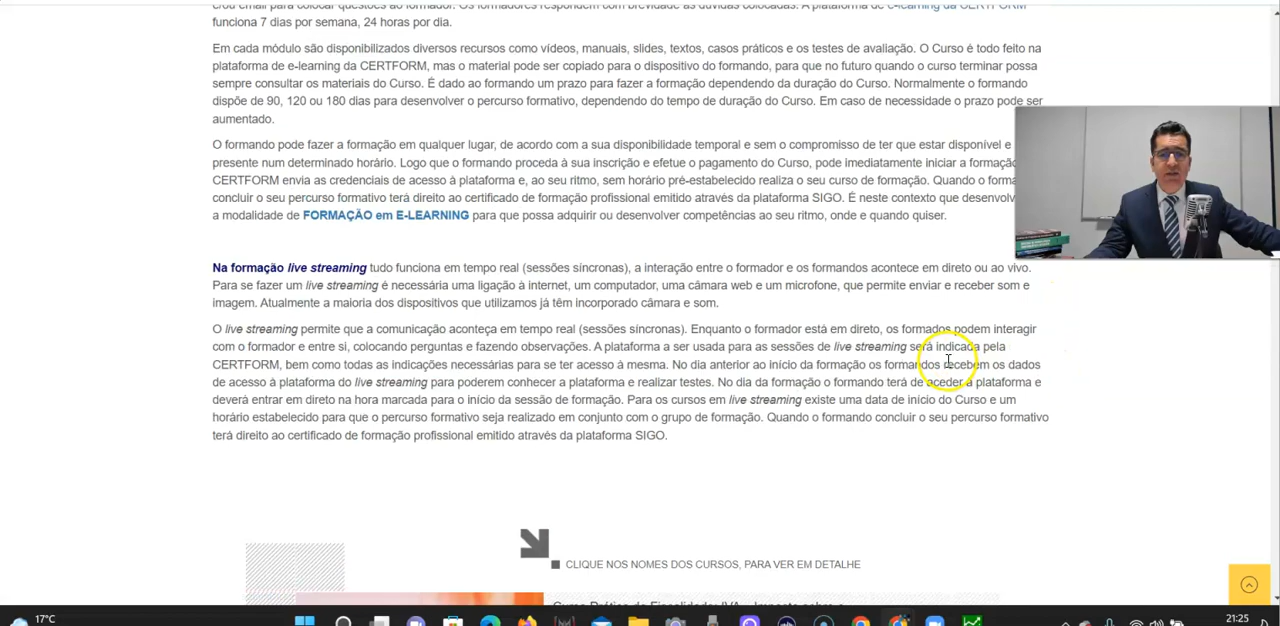 e/ou email para colocar questões ao formador. Os formadores respondem com brevidade às dúvidas colocadas. A plataforma de e-learning da CERTFORM
funciona 7 dias por semana, 24 horas por dia.
Em cada módulo são disponibilizados diversos recursos como vídeos, manuais, slides, textos, casos práticos e os testes de avaliação. O Curso é todo feito na
plataforma de e-learning da CERTFORM, mas o material pode ser copiado para o dispositivo do formando, para que no futuro quando o curso terminar possa
sempre consultar os materiais do Curso. É dado ao formando um prazo para fazer a formação dependendo da duração do Curso. Normalmente o formando
dispõe de 90, 120 ou 180 dias para desenvolver o percurso formativo, dependendo do tempo de duração do Curso. Em caso de necessidade o prazo pode ser
aumentado.
O formando pode fazer a formação em qualquer lugar, de acordo com a sua disponibilidade temporal e sem o compromisso de ter que estar disponível e
presente num determinado horário. Logo que o formando proceda à sua inscrição e efetue o pagamento do Curso, pode imediatamente iniciar a formação
CERTFORM envia as credenciais de acesso à plataforma e, ao seu ritmo, sem horário pré-estabelecido realiza o seu curso de formação. Quando o
concluir o seu percurso formativo terá direito ao certificado de formação profissional emitido através da plataforma SIGO. É neste contexto que
a modalidade de FORMAÇÃO em E-LEARNING para que possa adquirir ou desenvolver competências ao seu ritmo, onde e quando quiser.
Na formação live streaming tudo funciona em tempo real (sessões síncronas), a interação entre o formador e os formandos acontece em direto ou ao vivo.
Para se fazer um live streaming é necessária uma ligação à internet, um computador, uma câmara web e um microfone, que permite enviar e receber som e
imagem. Atualmente a maioria dos dispositivos que utilizamos já têm incorporado câmara e som.
O live streaming permite que a comunicação aconteça em tempo real (sessões síncronas). Enquanto o formador está em direto, os formados podem interagir
com o formador e entre si, colocando perguntas e fazendo observações. A plataforma a ser usada para as sessões de live streaming será indicada pela
CERTFORM, bem como todas as indicações necessárias para se ter acesso à mesma. No dia anterior ao início da formação os formandos recebem os dados
de acesso à plataforma do live streaming para poderem conhecer a plataforma e realizar testes. No dia da formação o formando terá de aceder à plataforma e
deverá entrar em direto na hora marcada para o início da sessão de formação. Para os cursos em live streaming existe uma data de início do Curso e um
horário estabelecido para que o percurso formativo seja realizado em conjunto com o grupo de formação. Quando o formando concluir o seu percurso formativo
terá direito ao certificado de formação profissional emitido através da plataforma SIGO.
CLIQUE NOS NOMES DOS CURSOS, PARA VER EM DETALHE
Curso Prático de Fiscalidade: IVA – Imposto sobre o
17°C
21:25